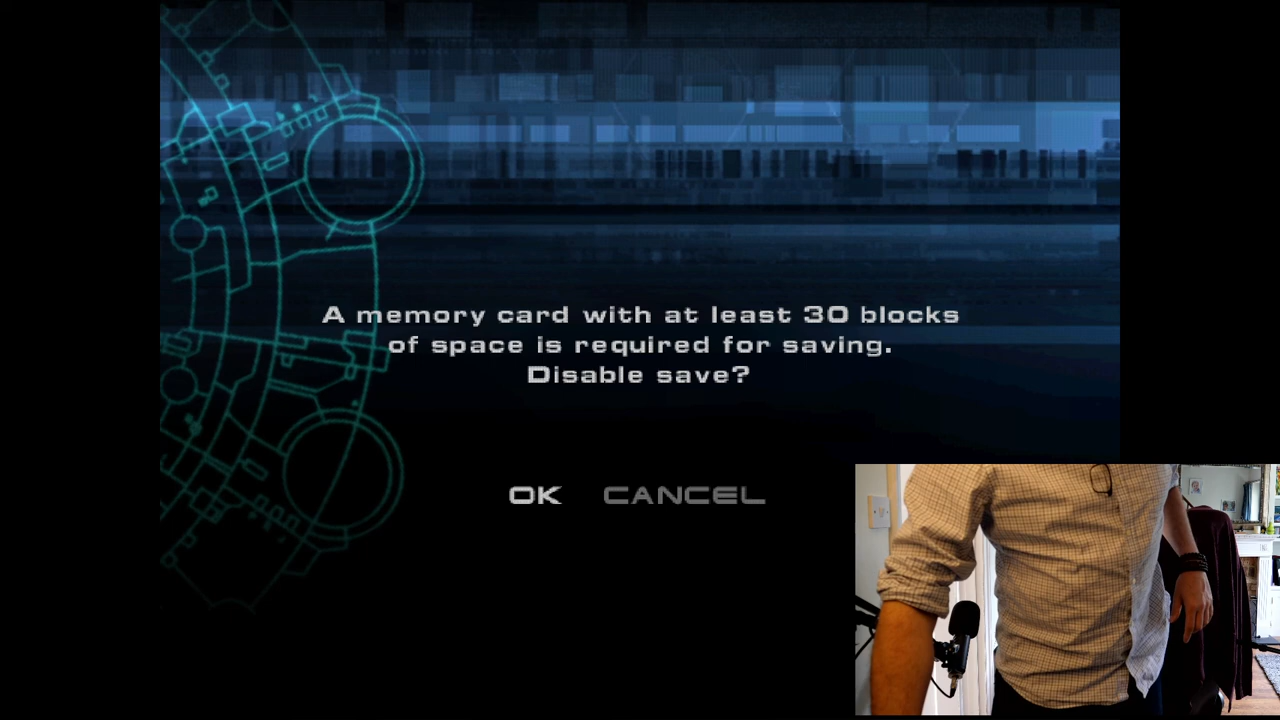 A memory card with at least 30 blocks
of space is required for saving.
Disable save?
OK CANCEL